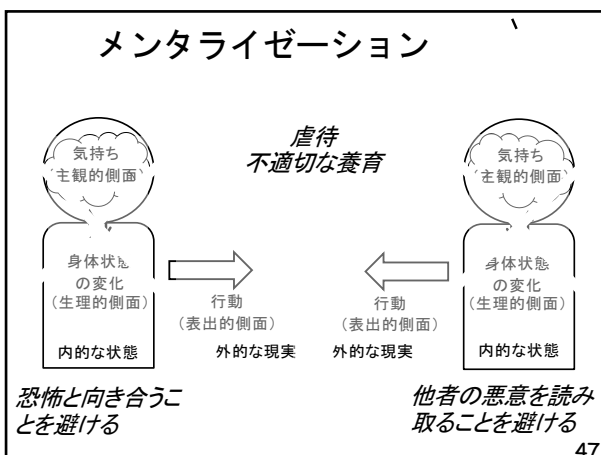 メンタライゼーション
虐待
不適切な養育
気持ち
主観的側面
身体状態
の変化
(生理的側面)
内的な状態
行動
(表出的側面)
外的な現実
行動
(表出的側面)
外的な現実
気持ち
主観的側面
身体状態
の変化
(生理的側面)
内的な状態
恐怖と向き合うこ
とを避ける
他者の悪意を読み
取ることを避ける
47